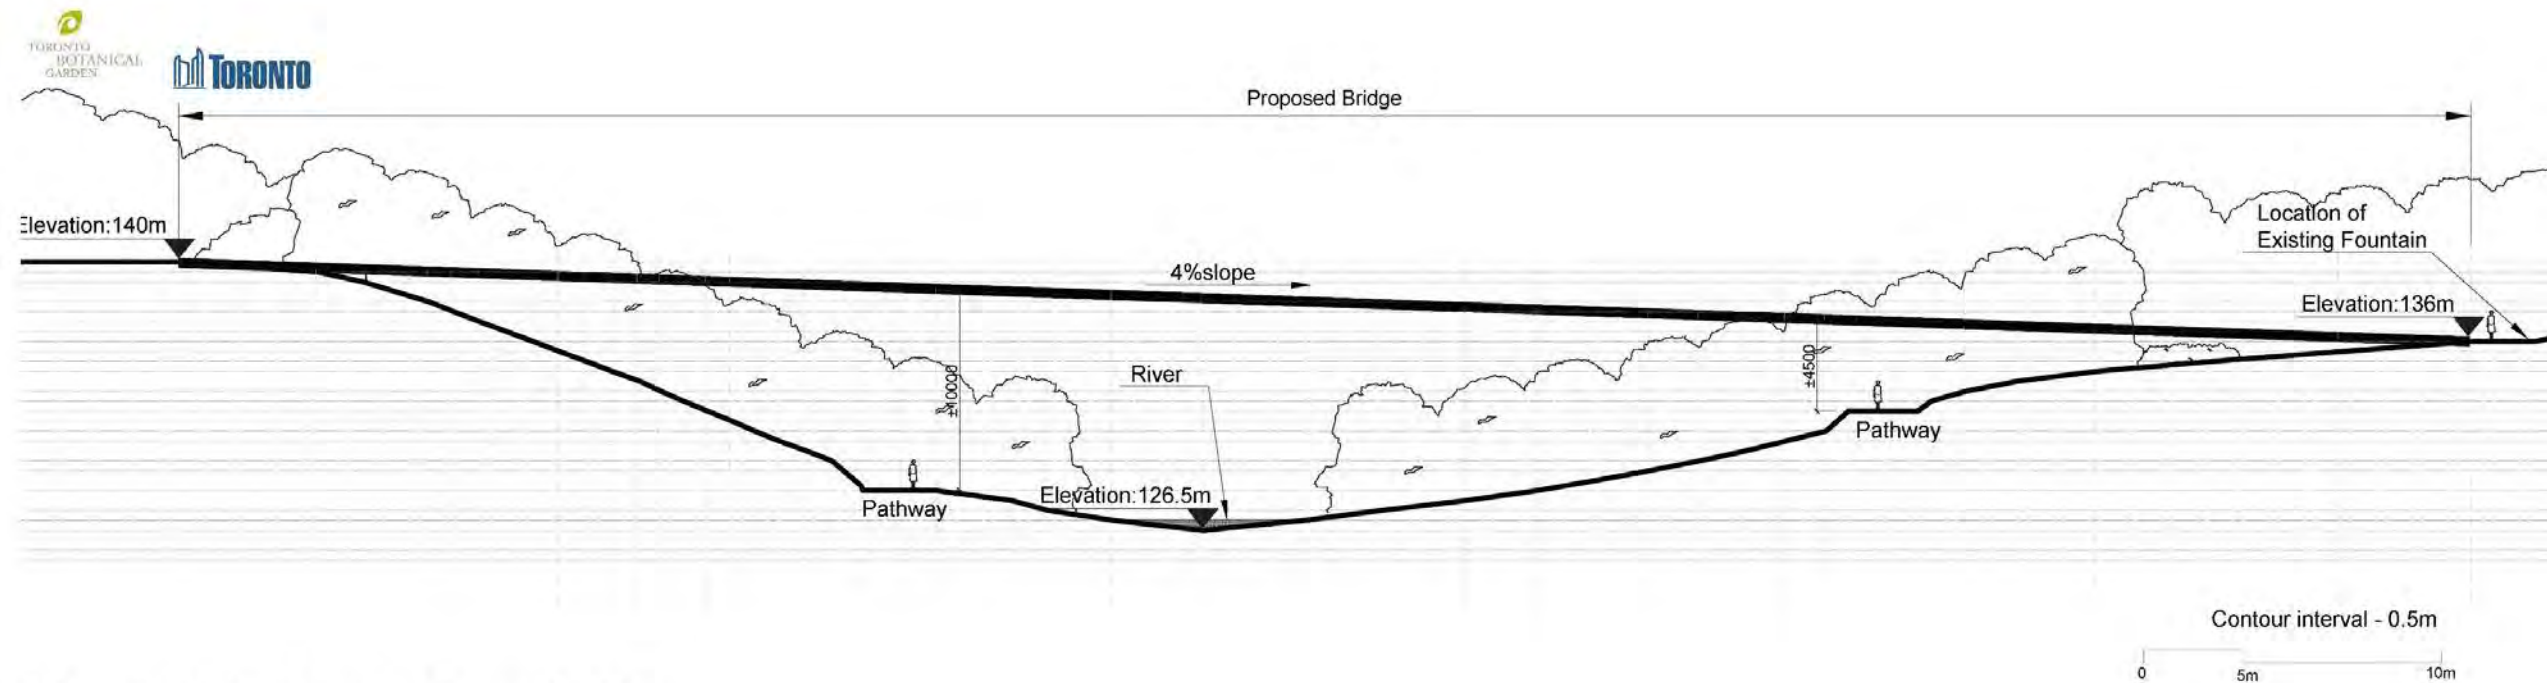 TORONTO
BOTANICAL
GARDEN
TORONTO
Proposed Bridge
Elevation:140m
4%slope
Location of
Existing Fountain
Elevation:136m
±10000
River
±4500
Pathway
Elevation:126.5m
Pathway
Contour interval - 0.5m
0 5m 10m